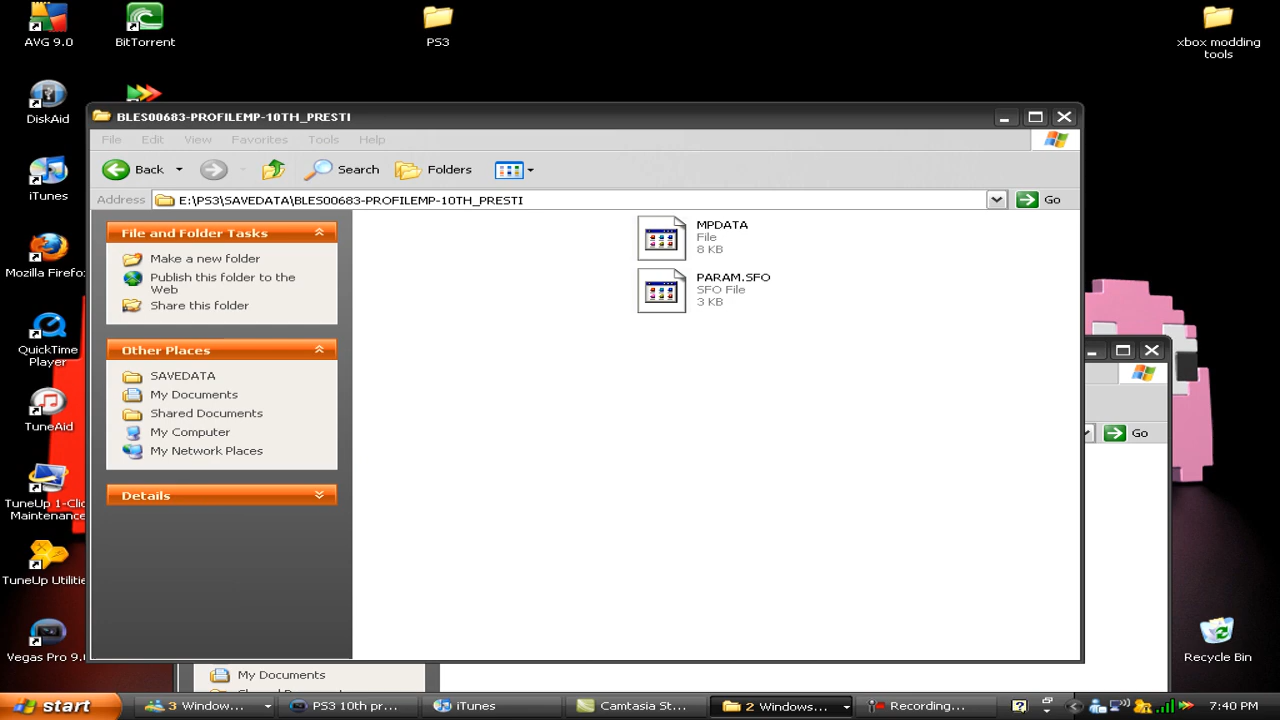 AVG 9.0
BitTorrent
PS3
xbox modding
tools
DiskAid
iTunes
Mozilla Firefo
QuickTime
Player
TuneAid
TuneUp 1-Clic
Maintenance
TuneUp Utilitie
Vegas Pro 9.0
Recycle Bin
BLES00683-PROFILEMP-10TH_PRESTI
File Edit View Favorites Tools Help
Back Search Folders
Address E:\PS3\SAVEDATA\BLES00683-PROFILEMP-10TH_PRESTI Go
File and Folder Tasks
Make a new folder
Publish this folder to the
Web
Share this folder
Other Places
SAVEDATA
My Documents
Shared Documents
My Computer
My Network Places
Details
MPDATA
File
8 KB
PARAM.SFO
SFO File
3 KB
Go
My Documents
start 3 Window... PS3 10th pr... iTunes Camtasia St... 2 Windows... Recording... 7:40 PM